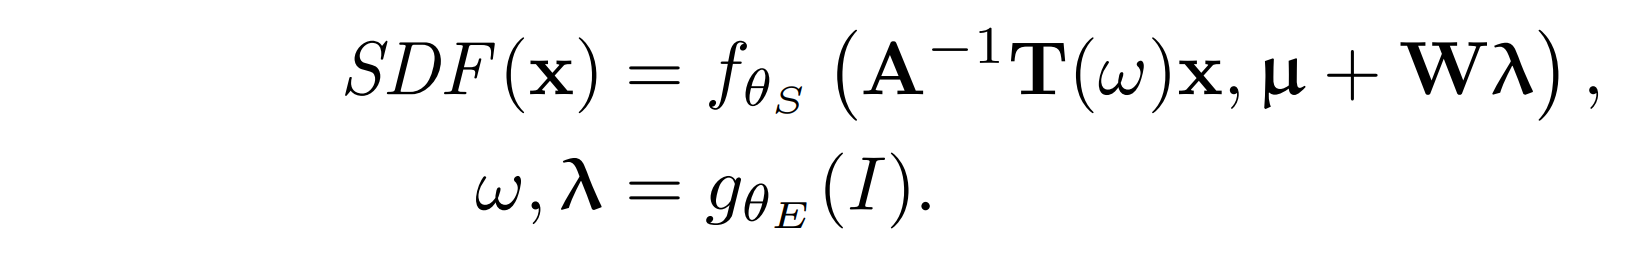 SDF(𝐱) = f_{θ_S} (𝐀^{−1}𝐓(ω)𝐱, 𝛍 + 𝐖𝛌) ,
ω, 𝛌 = g_{θ_E}(I).